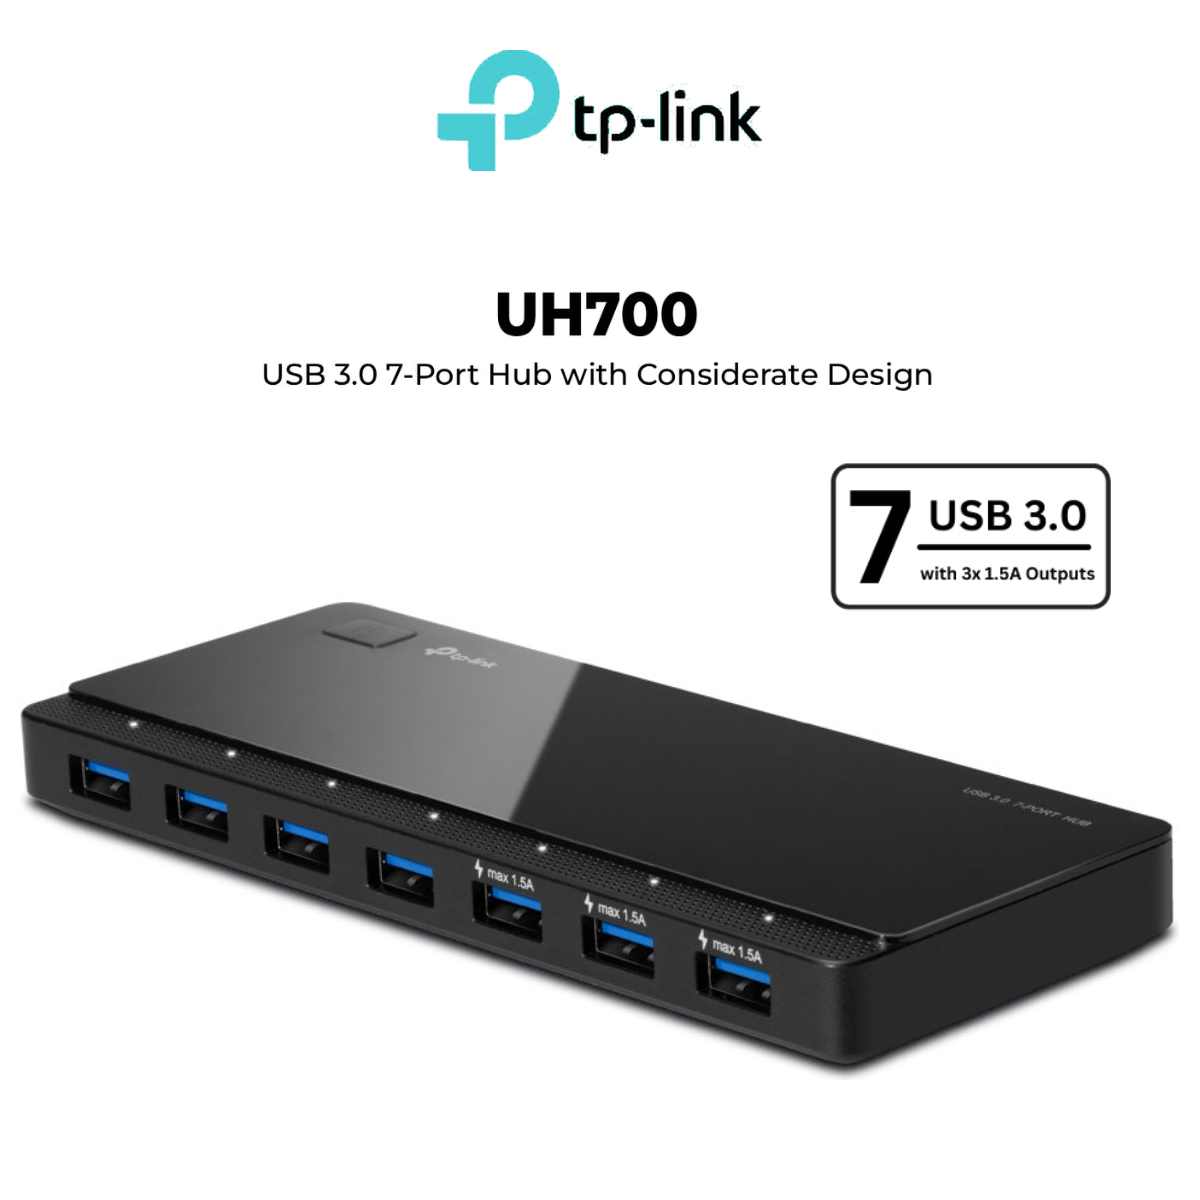 tp-link
UH700
USB 3.0 7-Port Hub with Considerate Design
7
USB 3.0
with 3x 1.5A Outputs
tp-link
USB 3.0 7-PORT HUB
max 1.5A
max 1.5A
max 1.5A